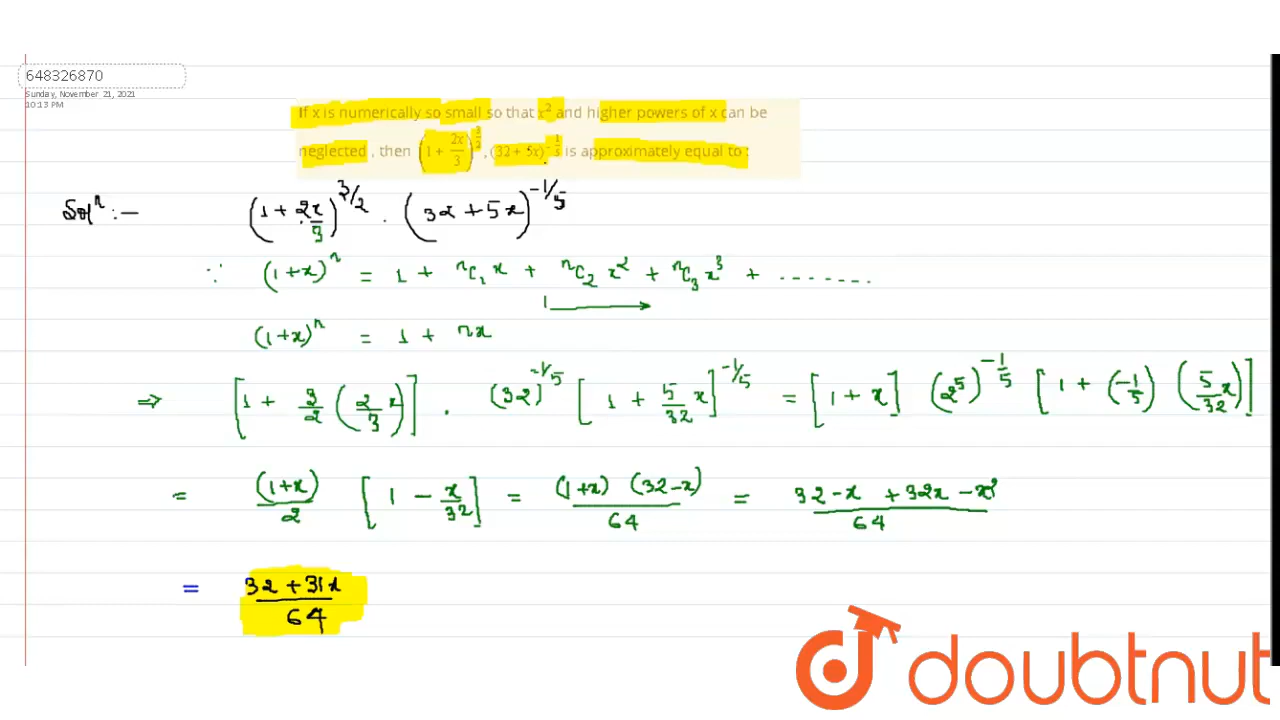 648326870
Sunday, November 21, 2021
10:13 PM
If x is numerically so small so that x² and higher powers of x can be
neglected , then (1 + 2x/3)^(3/2) , (32 + 5x)^(-1/5) is approximately equal to :
Solⁿ :- (1 + 2x/3)^(3/2) . (32 + 5x)^(-1/5)
∵ (1+x)ⁿ = 1 + ⁿC₁ x + ⁿC₂ x² + ⁿC₃ x³ + .......
(1+x)ⁿ = 1 + nx
⇒ [1 + 3/2 (2/3 x)] . (32)^(-1/5) [1 + 5/32 x]^(-1/5) = [1 + x] (2⁵)^(-1/5) [1 + (-1/5) (5/32 x)]
= (1+x)/2 [1 - x/32] = (1+x) (32-x)/64 = 32 - x + 32x - x²/64
= 32 + 31x/64
doubtnut